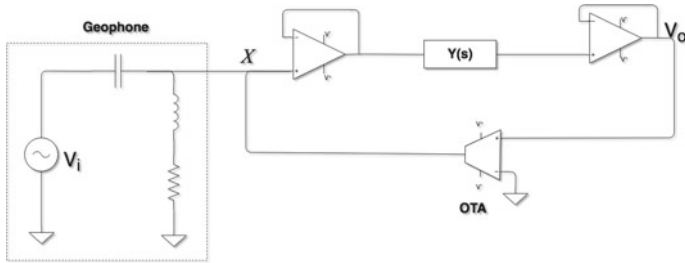 Geophone
X
V-
V+
Y(s)
V-
V+
Vo
Vi
V+
V-
+
-
OTA